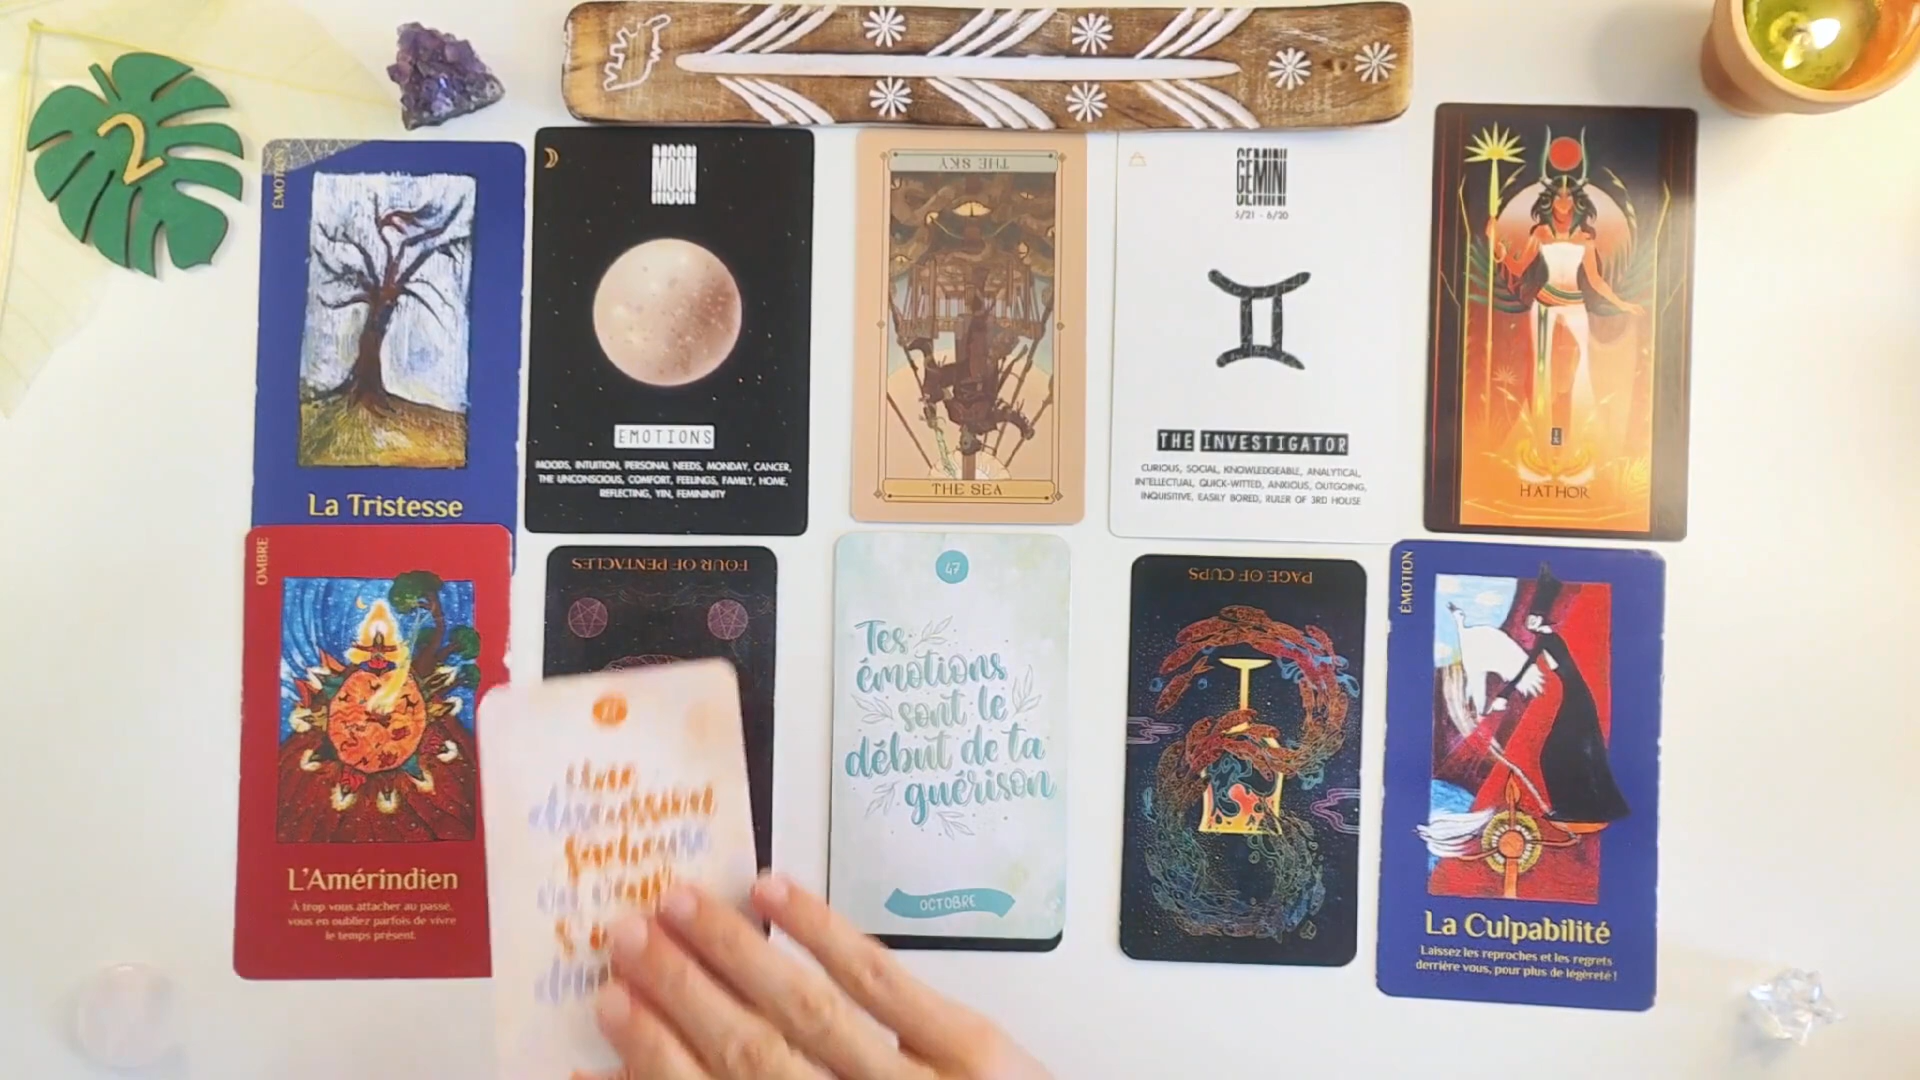 2
ÉMOTION
La Tristesse
MOON
EMOTIONS
MOODS, INTUITION, PERSONAL NEEDS, MONDAY, CANCER,
THE UNCONSCIOUS, COMFORT, FEELINGS, FAMILY, HOME,
REFLECTING, YIN, FEMININITY
THE SKY
THE SEA
GEMINI
5/21 - 6/20
THE INVESTIGATOR
CURIOUS, SOCIAL, KNOWLEDGEABLE, ANALYTICAL,
INTELLECTUAL, QUICK-WITTED, ANXIOUS, OUTGOING,
INQUISITIVE, EASILY BORED, RULER OF 3RD HOUSE
HATHOR
OMBRE
L'Amérindien
À trop vous attacher au passé,
vous en oubliez parfois de vivre
le temps présent.
FOUR OF PENTACLES
47
Tes
émotions
sont le
début de ta
guérison
OCTOBRE
PAGE OF CUPS
ÉMOTION
La Culpabilité
Laissez les reproches et les regrets
derrière vous, pour plus de légèreté !